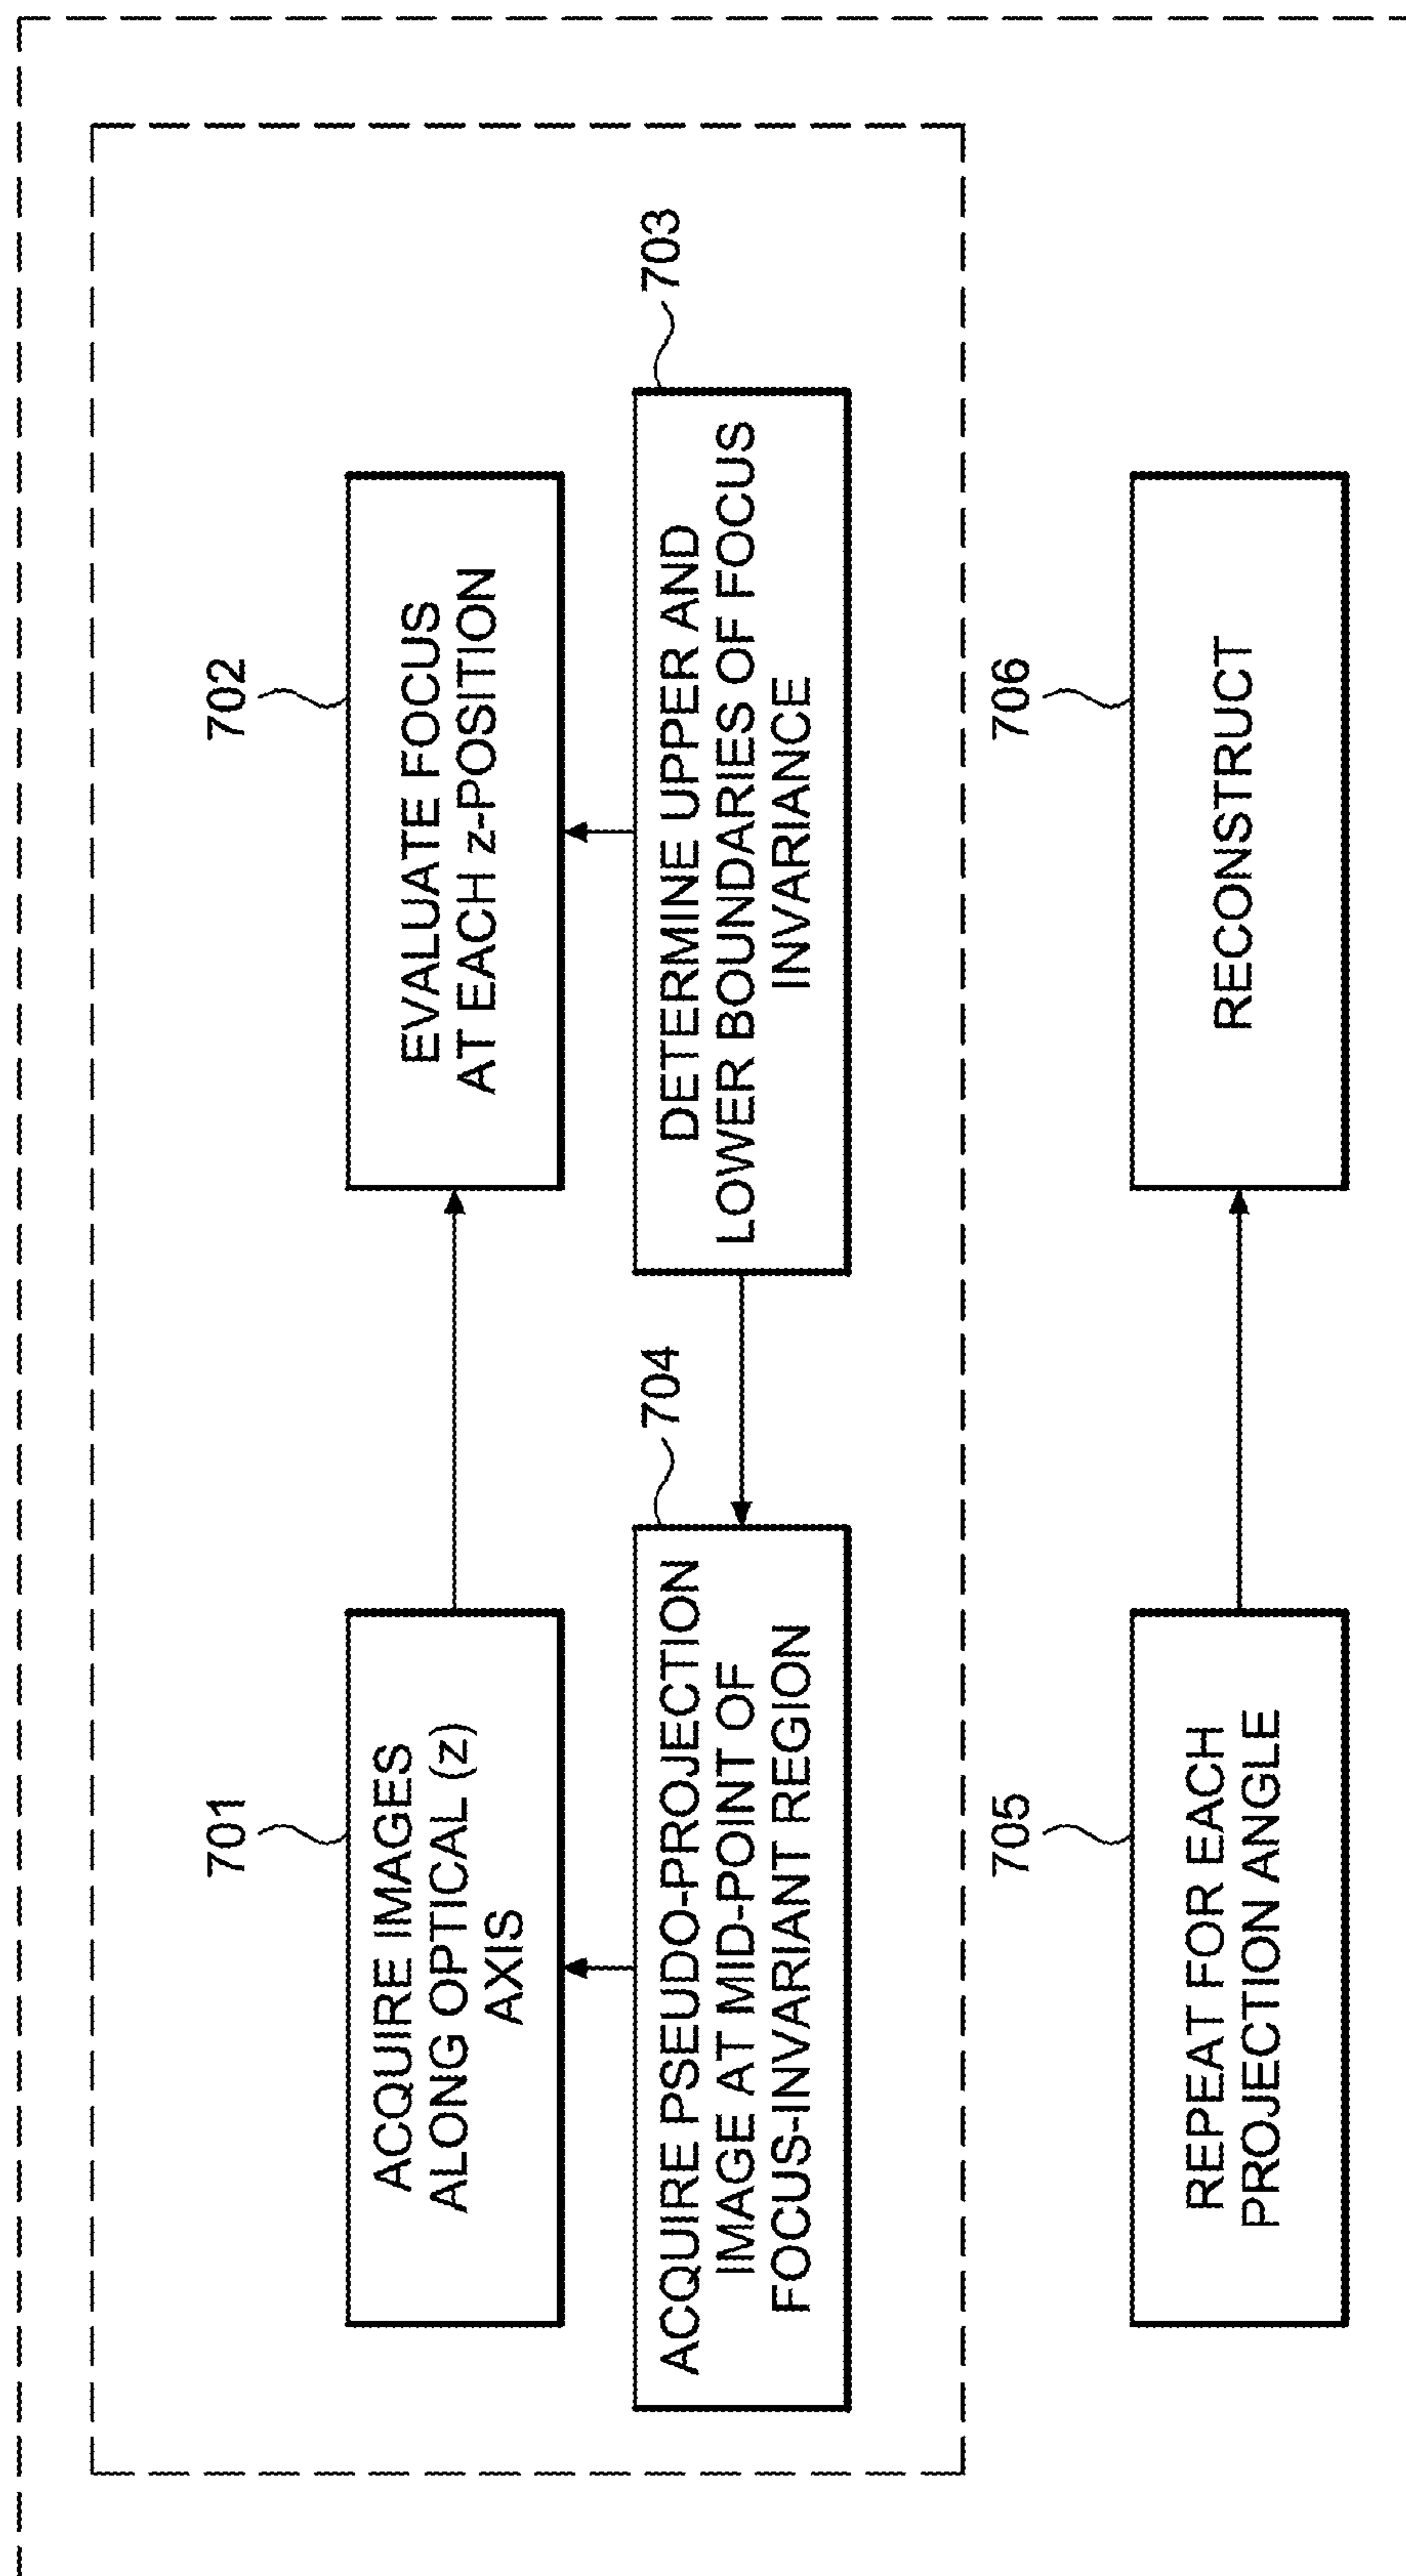 701
ACQUIRE IMAGES
ALONG OPTICAL (z)
AXIS
702
EVALUATE FOCUS
AT EACH z-POSITION
704
ACQUIRE PSEUDO-PROJECTION
IMAGE AT MID-POINT OF
FOCUS-INVARIANT REGION
703
DETERMINE UPPER AND
LOWER BOUNDARIES OF FOCUS
INVARIANCE
705
REPEAT FOR EACH
PROJECTION ANGLE
706
RECONSTRUCT